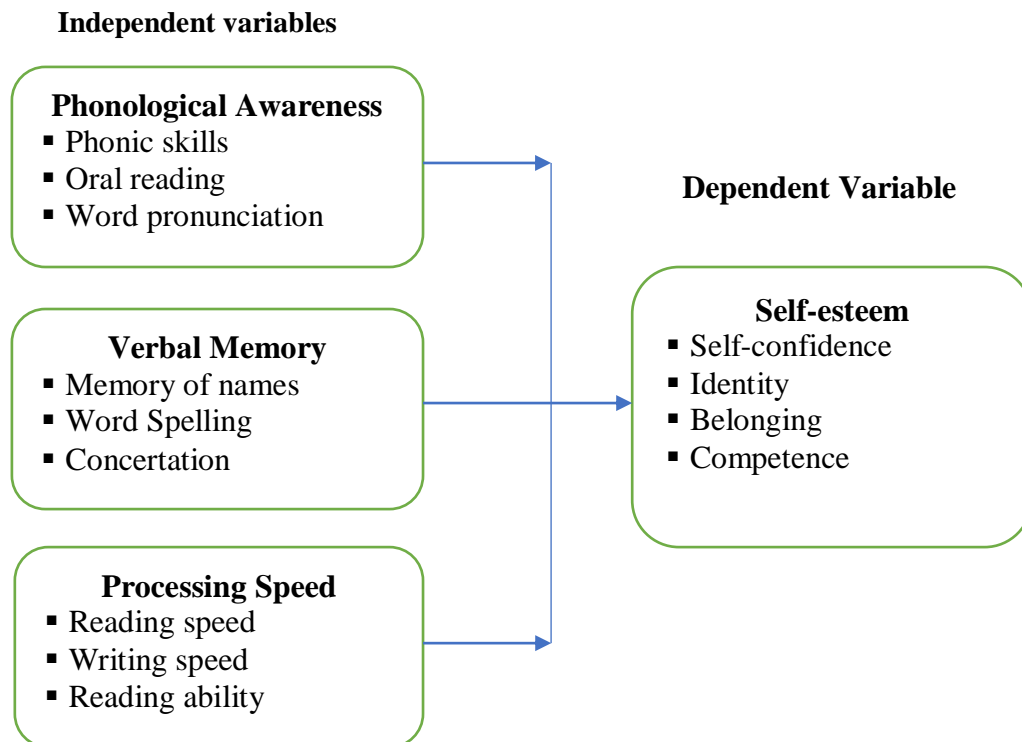 Independent variables
Phonological Awareness
▪ Phonic skills
▪ Oral reading
▪ Word pronunciation
Verbal Memory
▪ Memory of names
▪ Word Spelling
▪ Concertation
Processing Speed
▪ Reading speed
▪ Writing speed
▪ Reading ability
Dependent Variable
Self-esteem
▪ Self-confidence
▪ Identity
▪ Belonging
▪ Competence